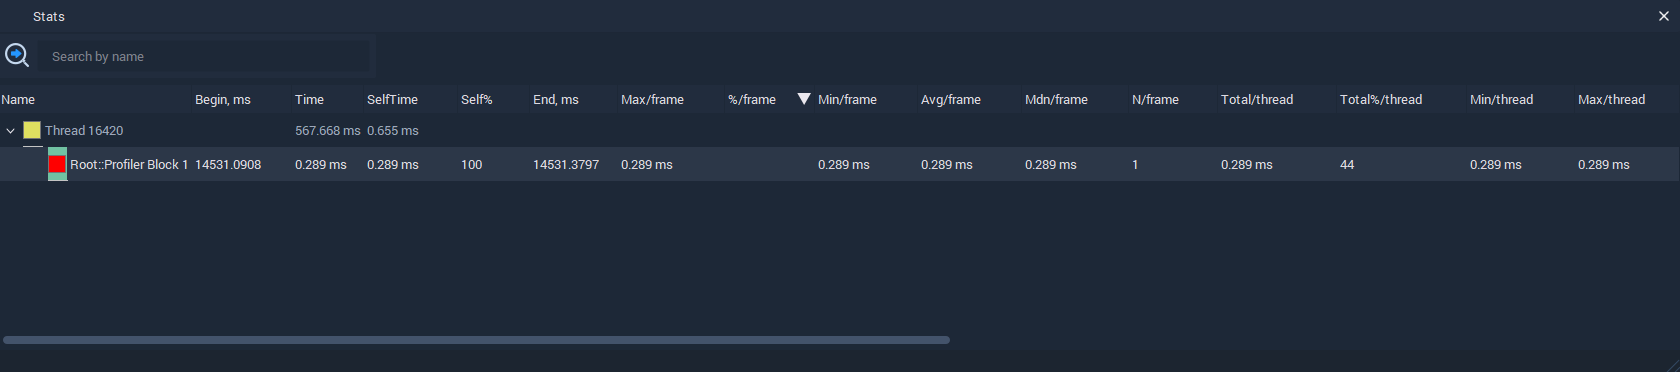 Stats
Search by name
Name Begin, ms Time SelfTime Self% End, ms Max/frame %/frame Min/frame Avg/frame Mdn/frame N/frame Total/thread Total%/thread Min/thread Max/thread
Thread 16420 567.668 ms 0.655 ms
Root::Profiler Block 1 14531.0908 0.289 ms 0.289 ms 100 14531.3797 0.289 ms 0.289 ms 0.289 ms 0.289 ms 1 0.289 ms 44 0.289 ms 0.289 ms